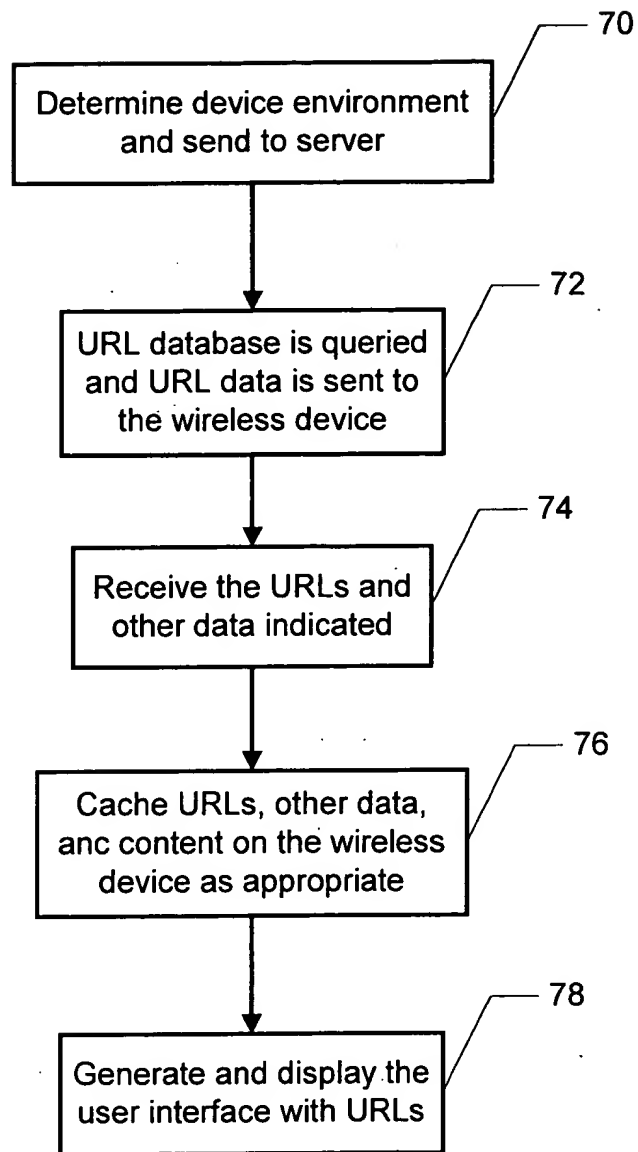 70
Determine device environment
and send to server
72
URL database is queried
and URL data is sent to
the wireless device
74
Receive the URLs and
other data indicated
76
Cache URLs, other data,
anc content on the wireless
device as appropriate
78
Generate and display the
user interface with URLs